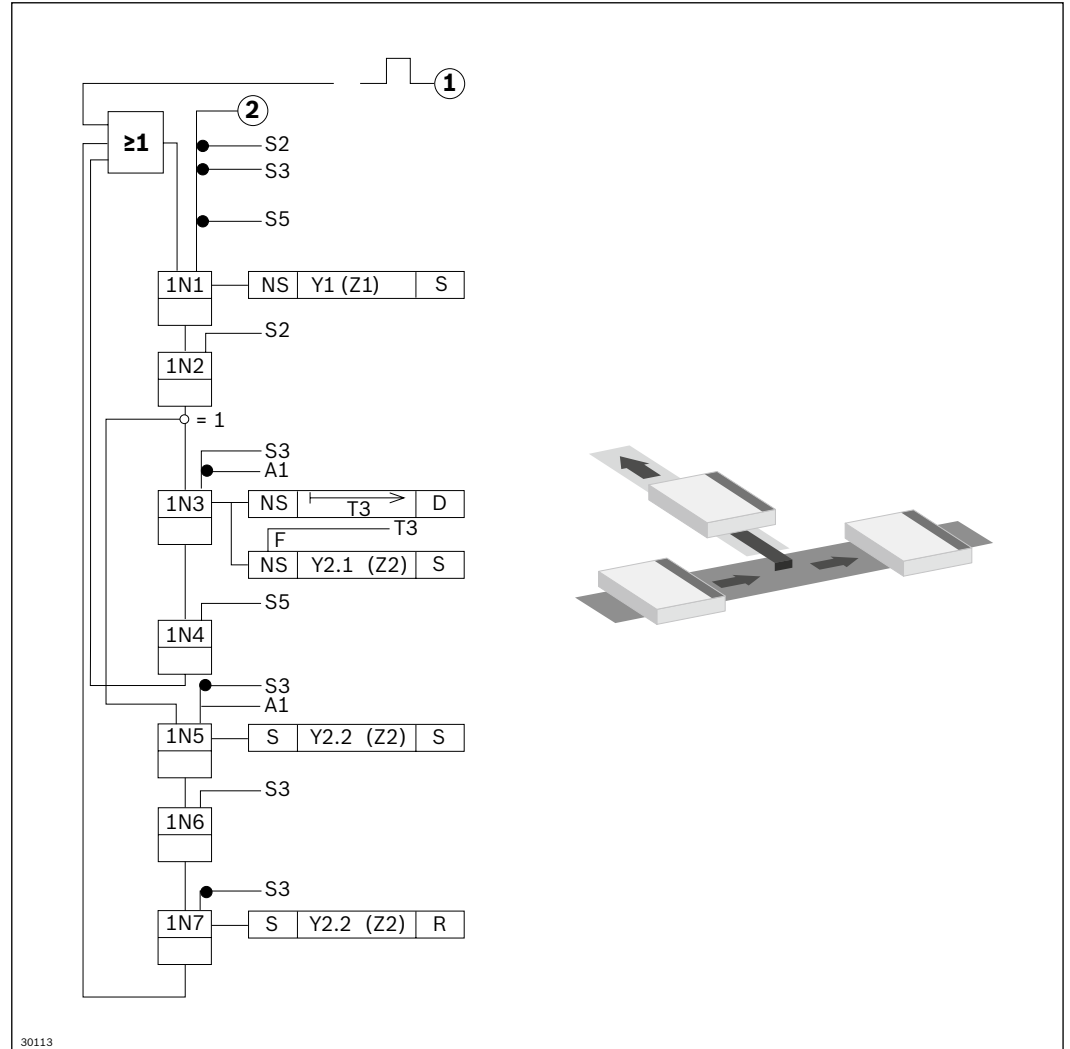 1
2
≥1
S2
S3
S5
1N1 NS Y1 (Z1) S
S2
1N2
= 1
S3
A1
1N3 NS T3 D
T3
F
NS Y2.1 (Z2) S
S5
1N4
S3
A1
1N5 S Y2.2 (Z2) S
S3
1N6
S3
1N7 S Y2.2 (Z2) R
30113